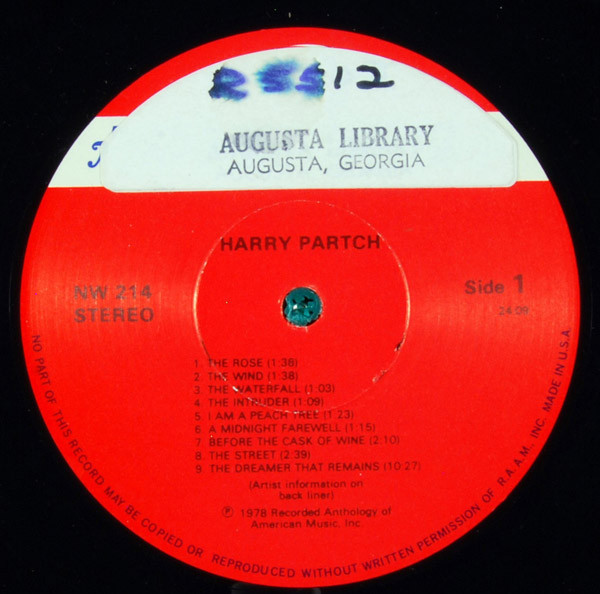 12
AUGUSTA LIBRARY
AUGUSTA, GEORGIA
HARRY PARTCH
NW 214
STEREO
Side 1
24:09
1 THE ROSE (1:38)
2 THE WIND (1:38)
3 THE WATERFALL (1:03)
4 THE INTRUDER (1:09)
5 I AM A PEACH TREE (1:23)
6 A MIDNIGHT FAREWELL (1:15)
7 BEFORE THE CASK OF WINE (2:10)
8 THE STREET (2:39)
9 THE DREAMER THAT REMAINS (10:27)
(Artist information on
back liner)
℗ 1978 Recorded Anthology of
American Music, Inc.
NO PART OF THIS RECORD MAY BE COPIED OR REPRODUCED WITHOUT WRITTEN PERMISSION OF R.A.A.M., INC. MADE IN U.S.A.